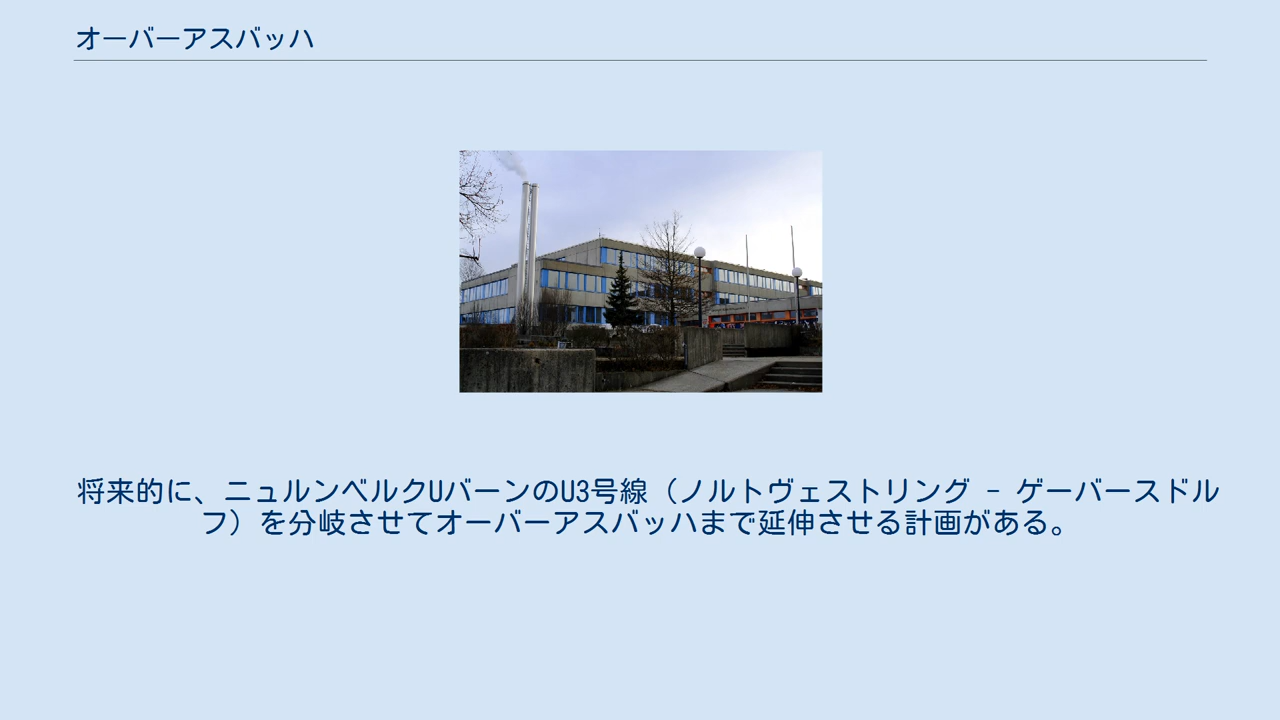 オーバーアスバッハ
将来的に、ニュルンベルクUバーンのU3号線（ノルトヴェストリング － ゲーバースドル
フ）を分岐させてオーバーアスバッハまで延伸させる計画がある。